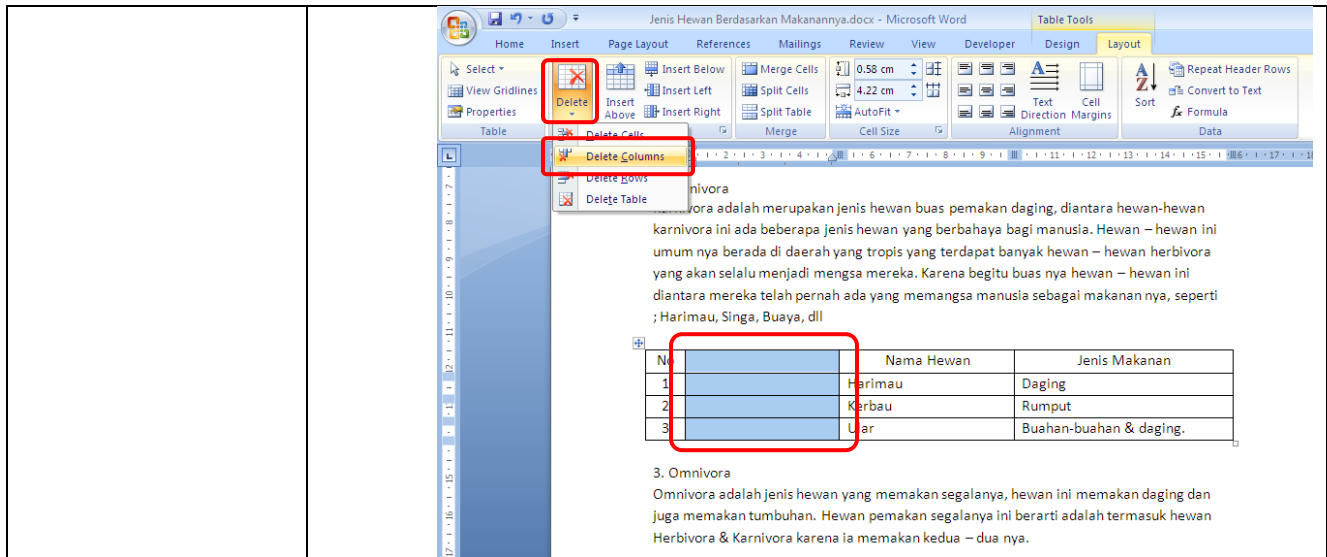 Jenis Hewan Berdasarkan Makanannya.docx - Microsoft Word
Table Tools
Home Insert Page Layout References Mailings Review View Developer Design Layout
Select
View Gridlines
Properties
Table
Delete
Insert Above
Insert Below
Insert Left
Insert Right
Merge Cells
Split Cells
Split Table
Merge
0.58 cm
4.22 cm
AutoFit
Cell Size
Text Direction
Cell Margins
Alignment
Sort
Repeat Header Rows
Convert to Text
Formula
Data
Delete Cells
Delete Columns
Delete Rows
Delete Table
adalah merupakan jenis hewan buas pemakan daging, diantara hewan-hewan
karnivora ini ada beberapa jenis hewan yang berbahaya bagi manusia. Hewan – hewan ini
umum nya berada di daerah yang tropis yang terdapat banyak hewan – hewan herbivora
yang akan selalu menjadi mengsa mereka. Karena begitu buas nya hewan – hewan ini
diantara mereka telah pernah ada yang memangsa manusia sebagai makanan nya, seperti
; Harimau, Singa, Buaya, dll
No Nama Hewan Jenis Makanan
1 Harimau Daging
2 Kerbau Rumput
3 Ular Buahan-buahan & daging.
3. Omnivora
Omnivora adalah jenis hewan yang memakan segalanya, hewan ini memakan daging dan
juga memakan tumbuhan. Hewan pemakan segalanya ini berarti adalah termasuk hewan
Herbivora & Karnivora karena ia memakan kedua – dua nya.